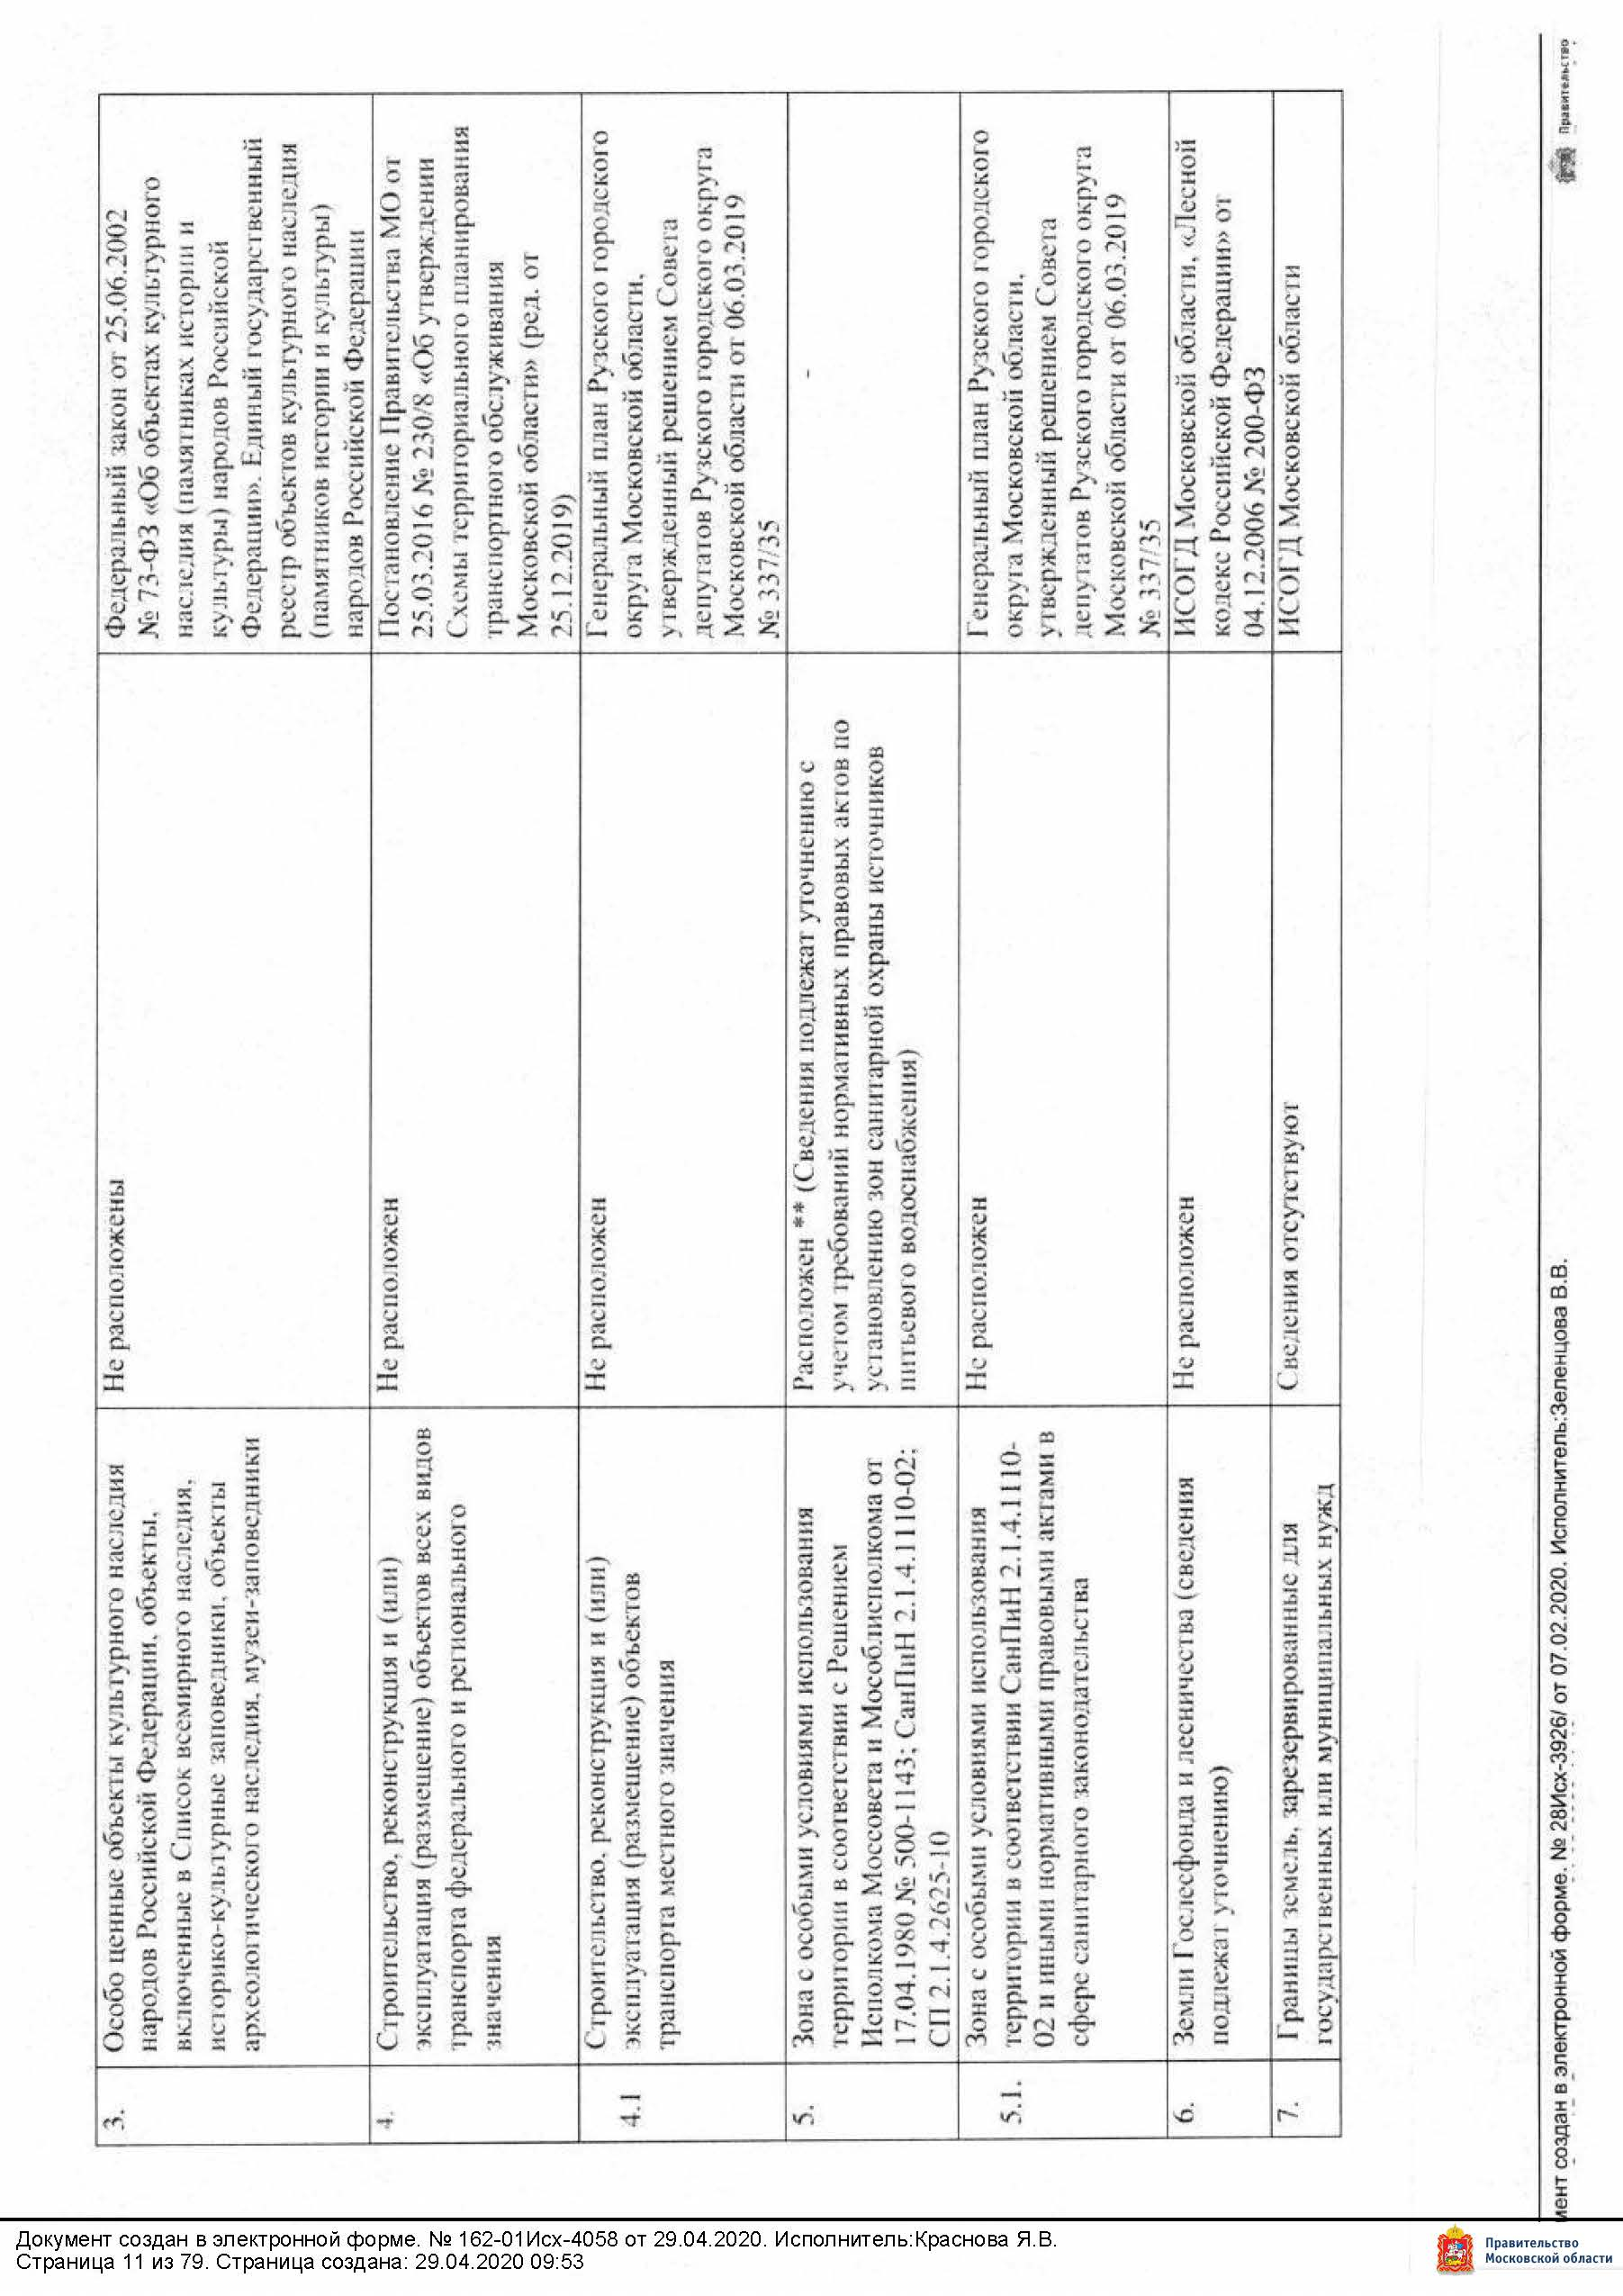 3.
Особо ценные объекты культурного наследия
народов Российской Федерации, объекты,
включенные в Список всемирного наследия,
историко-культурные заповедники, объекты
археологического наследия, музеи-заповедники
Не расположены
Федеральный закон от 25.06.2002
№ 73-ФЗ «Об объектах культурного
наследия (памятниках истории и
культуры) народов Российской
Федерации». Единый государственный
реестр объектов культурного наследия
(памятников истории и культуры)
народов Российской Федерации
4.
Строительство, реконструкция и (или)
эксплуатация (размещение) объектов всех видов
транспорта федерального и регионального
значения
Не расположен
Постановление Правительства МО от
25.03.2016 № 230/8 «Об утверждении
Схемы территориального планирования
транспортного обслуживания
Московской области» (ред. от
25.12.2019)
4.1
Строительство, реконструкция и (или)
эксплуатация (размещение) объектов
транспорта местного значения
Не расположен
Генеральный план Рузского городского
округа Московской области,
утвержденный решением Совета
депутатов Рузского городского округа
Московской области от 06.03.2019
№ 337/35
5.
Зона с особыми условиями использования
территории в соответствии с Решением
Исполкома Моссовета и Мособлисполкома от
17.04.1980 № 500-1143; СанПиН 2.1.4.1110-02;
СП 2.1.4.2625-10
Расположен ** (Сведения подлежат уточнению с
учетом требований нормативных правовых актов по
установлению зон санитарной охраны источников
питьевого водоснабжения)
-
5.1.
Зона с особыми условиями использования
территории в соответствии СанПиН 2.1.4.1110-
02 и иными нормативными правовыми актами в
сфере санитарного законодательства
Не расположен
Генеральный план Рузского городского
округа Московской области,
утвержденный решением Совета
депутатов Рузского городского округа
Московской области от 06.03.2019
№ 337/35
6.
Земли Гослесфонда и лесничества (сведения
подлежат уточнению)
Не расположен
ИСОГД Московской области, «Лесной
кодекс Российской Федерации» от
04.12.2006 № 200-ФЗ
7.
Границы земель, зарезервированные для
государственных или муниципальных нужд
Сведения отсутствуют
ИСОГД Московской области
мент создан в электронной форме. № 28Исх-3926/ от 07.02.2020. Исполнитель:Зеленцова В.В.
Правительство
Документ создан в электронной форме. № 162-01Исх-4058 от 29.04.2020. Исполнитель:Краснова Я.В.
Страница 11 из 79. Страница создана: 29.04.2020 09:53
Правительство
Московской области